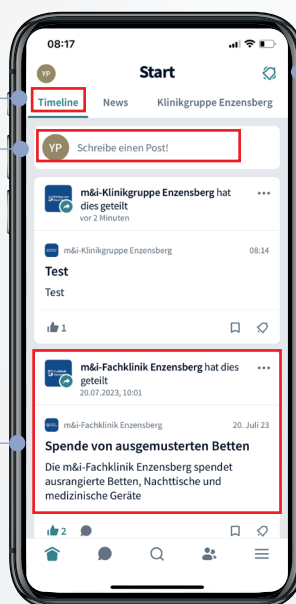 08:17
YP
Start
Timeline News Klinikgruppe Enzensberg
YP Schreibe einen Post!
m&i-Klinikgruppe Enzensberg hat
dies geteilt
vor 2 Minuten
m&i-Klinikgruppe Enzensberg 08:14
Test
Test
1
m&i-Fachklinik Enzensberg hat dies
geteilt
20.07.2023, 10:01
m&i-Fachklinik Enzensberg 20. Juli 23
Spende von ausgemusterten Betten
Die m&i-Fachklinik Enzensberg spendet
ausrangierte Betten, Nachttische und
medizinische Geräte
2